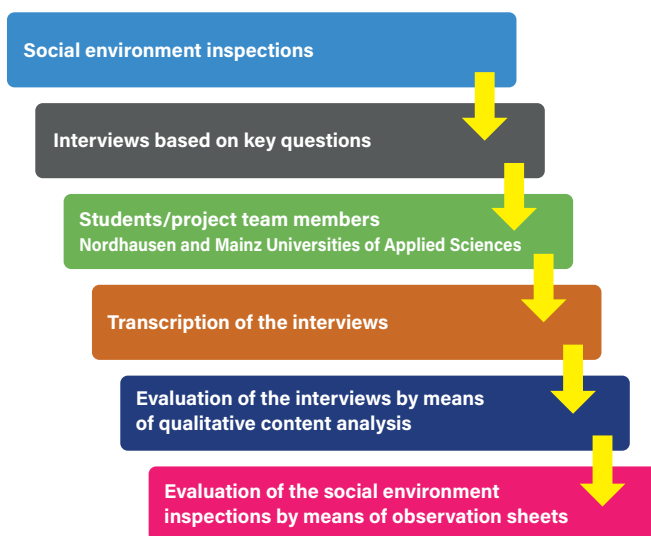 Social environment inspections
Interviews based on key questions
Students/project team members
Nordhausen and Mainz Universities of Applied Sciences
Transcription of the interviews
Evaluation of the interviews by means
of qualitative content analysis
Evaluation of the social environment
inspections by means of observation sheets